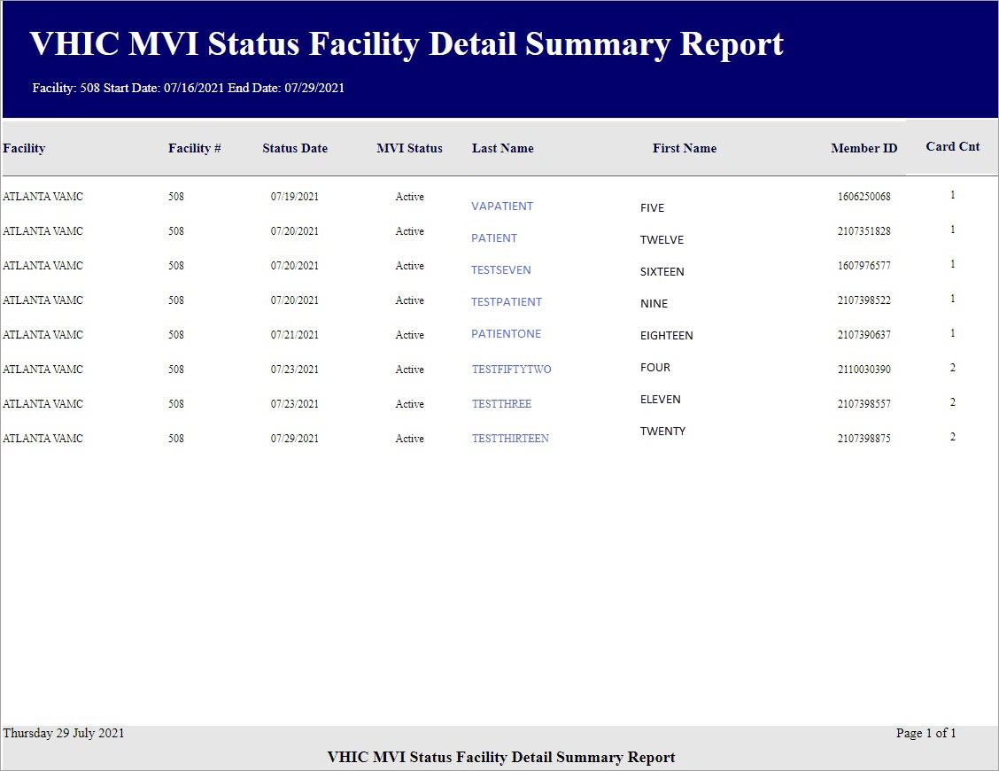 VHIC MVI Status Facility Detail Summary Report
Facility: 508 Start Date: 07/16/2021 End Date: 07/29/2021
Facility Facility # Status Date MVI Status Last Name First Name Member ID Card Cnt
ATLANTA VAMC 508 07/19/2021 Active VAPATIENT FIVE 1606250068 1
ATLANTA VAMC 508 07/20/2021 Active PATIENT TWELVE 2107351828 1
ATLANTA VAMC 508 07/20/2021 Active TESTSEVEN SIXTEEN 1607976577 1
ATLANTA VAMC 508 07/20/2021 Active TESTPATIENT NINE 2107398522 1
ATLANTA VAMC 508 07/21/2021 Active PATIENTONE EIGHTEEN 2107390637 1
ATLANTA VAMC 508 07/23/2021 Active TESTFIFTYTWO FOUR 2110030390 2
ATLANTA VAMC 508 07/23/2021 Active TESTTHREE ELEVEN 2107398557 2
ATLANTA VAMC 508 07/29/2021 Active TESTTHIRTEEN TWENTY 2107398875 2
Thursday 29 July 2021 Page 1 of 1
VHIC MVI Status Facility Detail Summary Report